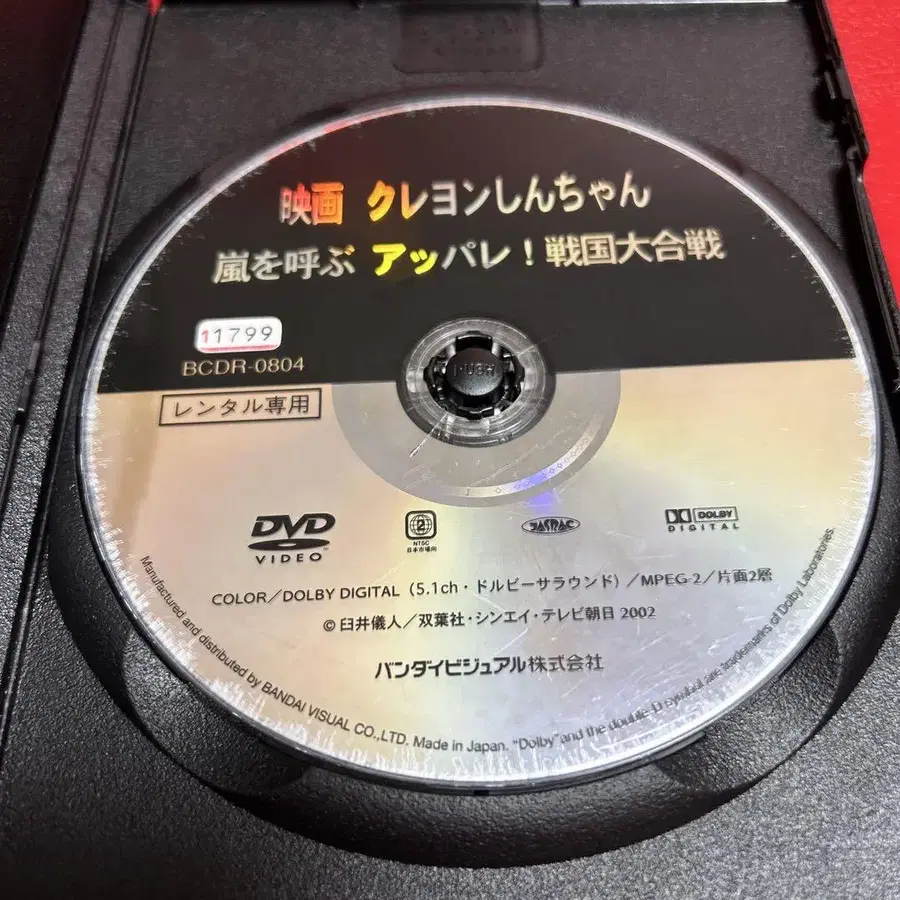 映画 クレヨンしんちゃん
嵐を呼ぶ アッパレ！戦国大合戦
11799
BCDR-0804
レンタル専用
PUSH
DVD
VIDEO
2
NTSC
日本市場向
JASRAC
DOLBY
DIGITAL
COLOR／DOLBY DIGITAL（5.1ch・ドルビーサラウンド）／MPEG-2／片面2層
©臼井儀人／双葉社・シンエイ・テレビ朝日 2002
バンダイビジュアル株式会社
Manufactured and distributed by BANDAI VISUAL CO.,LTD. Made in Japan. "Dolby" and the double-D symbol are trademarks of Dolby Laboratories.